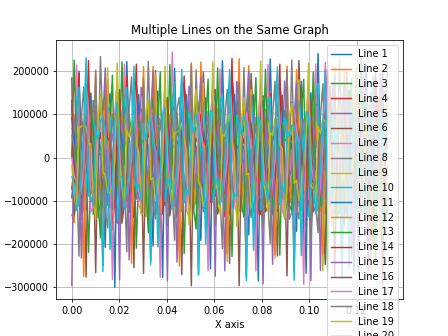 Multiple Lines on the Same Graph
200000
100000
0
−100000
−200000
−300000
0.00
0.02
0.04
0.06
0.08
0.10
X axis
Line 1
Line 2
Line 3
Line 4
Line 5
Line 6
Line 7
Line 8
Line 9
Line 10
Line 11
Line 12
Line 13
Line 14
Line 15
Line 16
Line 17
Line 18
Line 19
Line 20